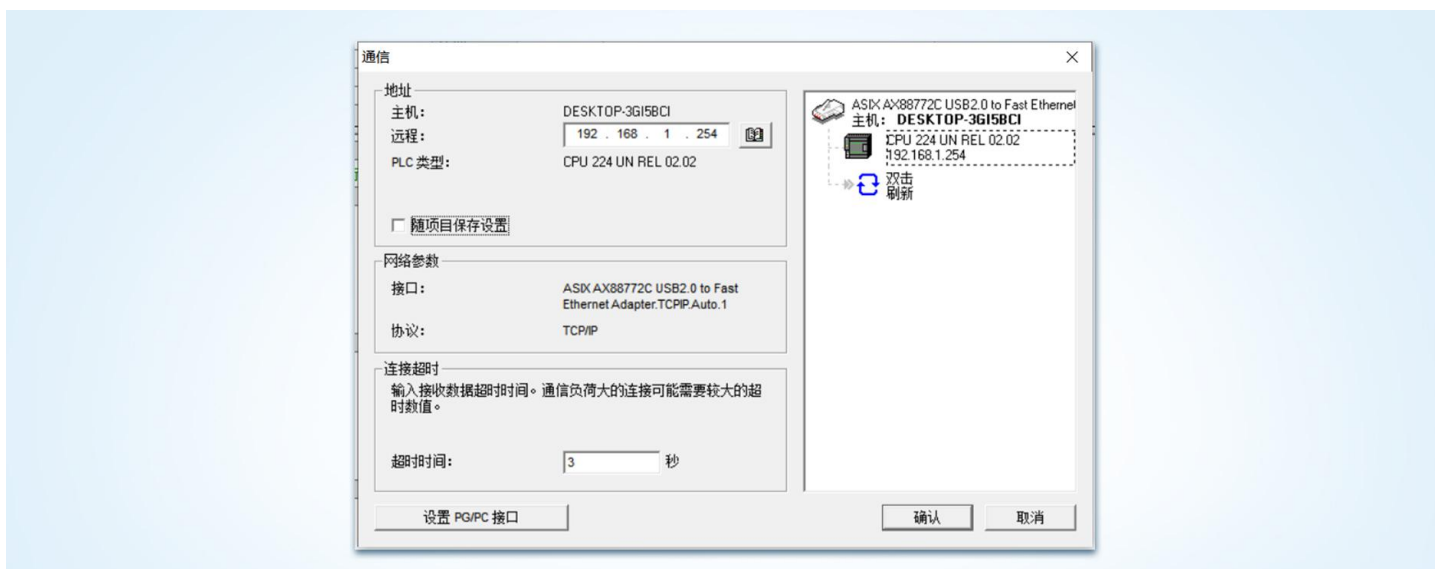 通信
地址
主机：
DESKTOP-3GI5BCI
远程：
192 . 168 . 1 . 254
PLC 类型：
CPU 224 UN REL 02.02
随项目保存设置
网络参数
接口：
ASIX AX88772C USB2.0 to Fast
Ethernet Adapter.TCPIP.Auto.1
协议：
TCP/IP
连接超时
输入接收数据超时时间。通信负荷大的连接可能需要较大的超
时数值。
超时时间：
3
秒
设置 PG/PC 接口
ASIX AX88772C USB2.0 to Fast Ethernet
主机： DESKTOP-3GI5BCI
CPU 224 UN REL 02.02
192.168.1.254
双击
刷新
确认
取消